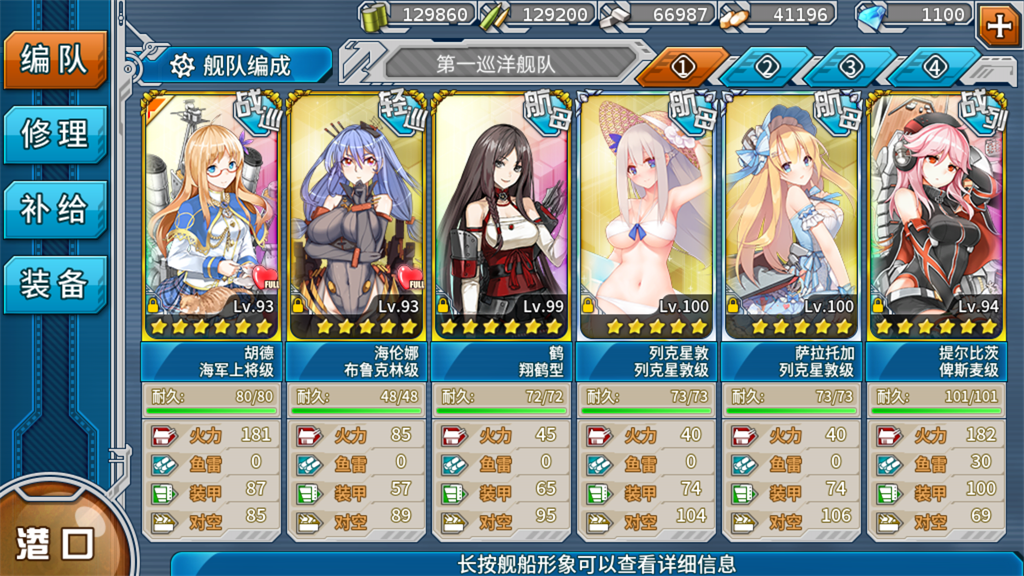 129860 129200 66987 41196 1100
编队
修理
补给
装备
港口
舰队编成
第一巡洋舰队
① ② ③ ④
战巡 轻巡 航母 航母 航母 战列
FULL FULL
Lv.93 Lv.93 Lv.99 Lv.100 Lv.100 Lv.94
胡德 海伦娜 鹤 列克星敦 萨拉托加 提尔比茨
海军上将级 布鲁克林级 翔鹤型 列克星敦级 列克星敦级 俾斯麦级
耐久: 80/80 耐久: 48/48 耐久: 72/72 耐久: 73/73 耐久: 73/73 耐久: 101/101
火力 181 火力 85 火力 45 火力 40 火力 40 火力 182
鱼雷 0 鱼雷 0 鱼雷 0 鱼雷 0 鱼雷 0 鱼雷 30
装甲 87 装甲 57 装甲 65 装甲 74 装甲 74 装甲 100
对空 85 对空 89 对空 95 对空 104 对空 106 对空 69
长按舰船形象可以查看详细信息